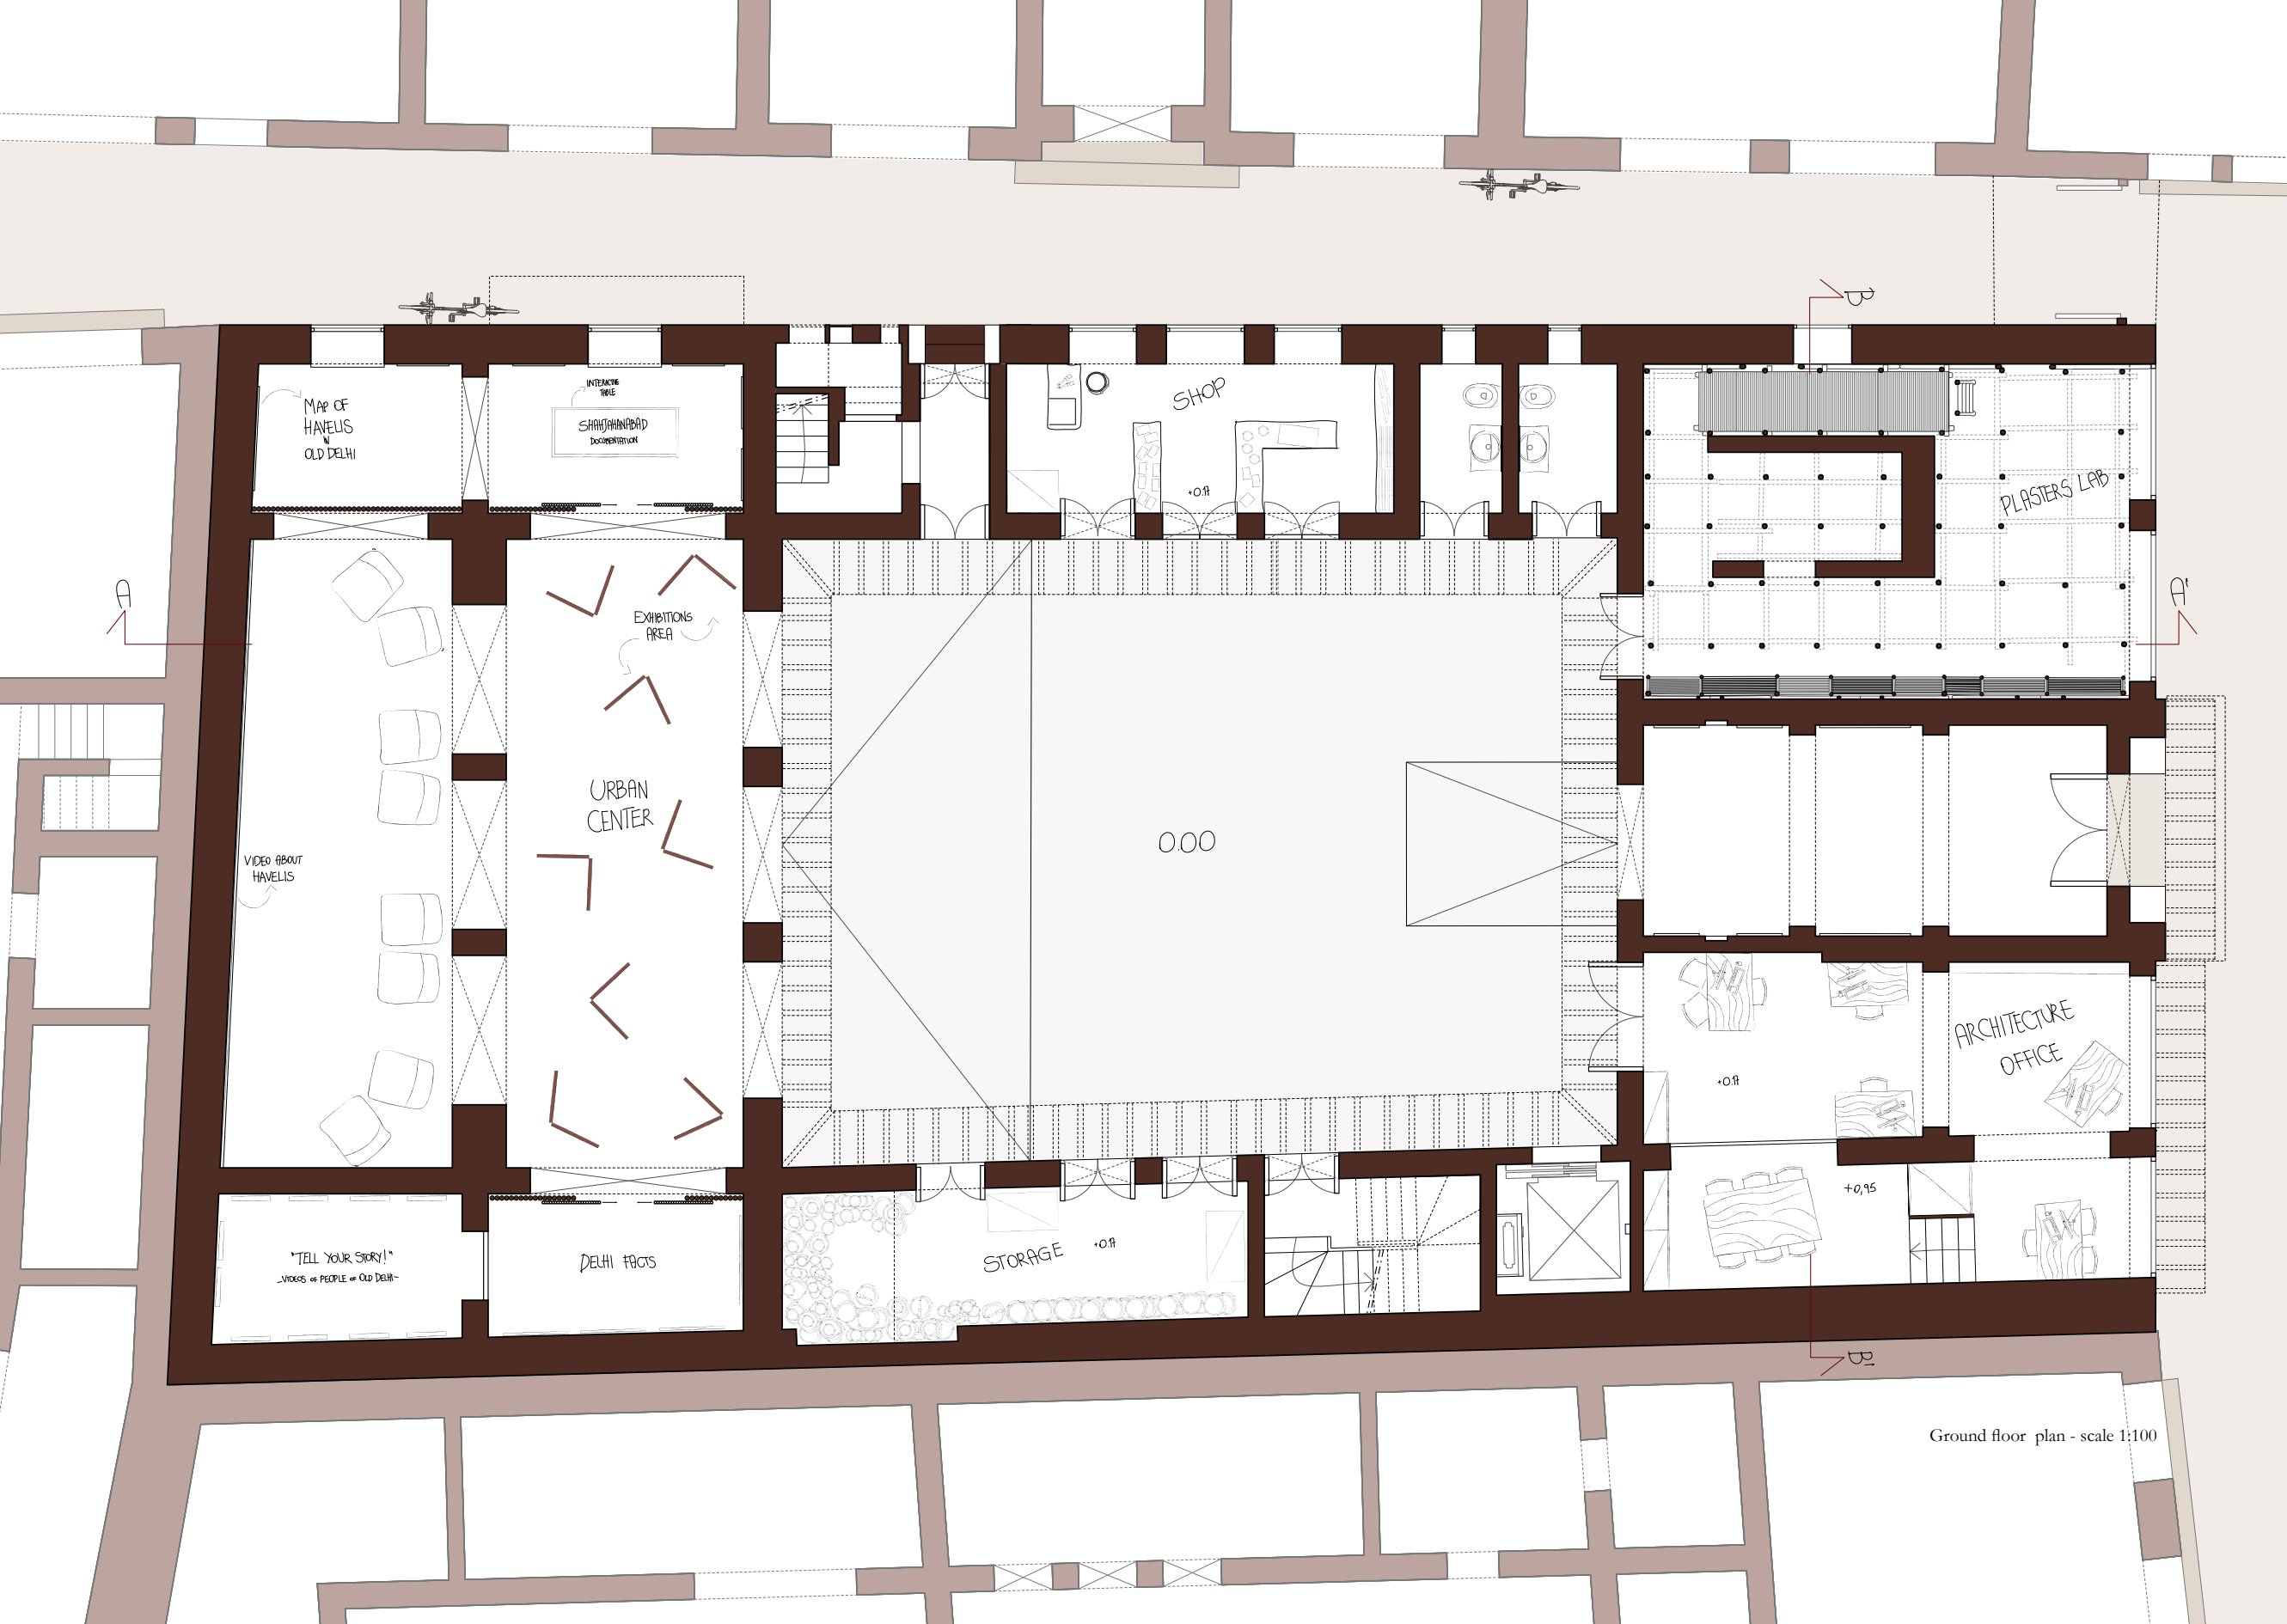 B
INTERACTIVE
TABLE
MAP OF
HAVELIS
IN
OLD DELHI
SHAHJAHANABAD
DOCUMENTATION
SHOP
+0.17
PLASTERS LAB
A
A'
EXHIBITIONS
AREA
URBAN
CENTER
0.00
VIDEO ABOUT
HAVELIS
ARCHITECTURE
OFFICE
+0.17
+0,95
"TELL YOUR STORY!"
-VIDEOS OF PEOPLE OF OLD DELHI-
DELHI FACTS
STORAGE
+0.17
B'
Ground floor plan - scale 1:100